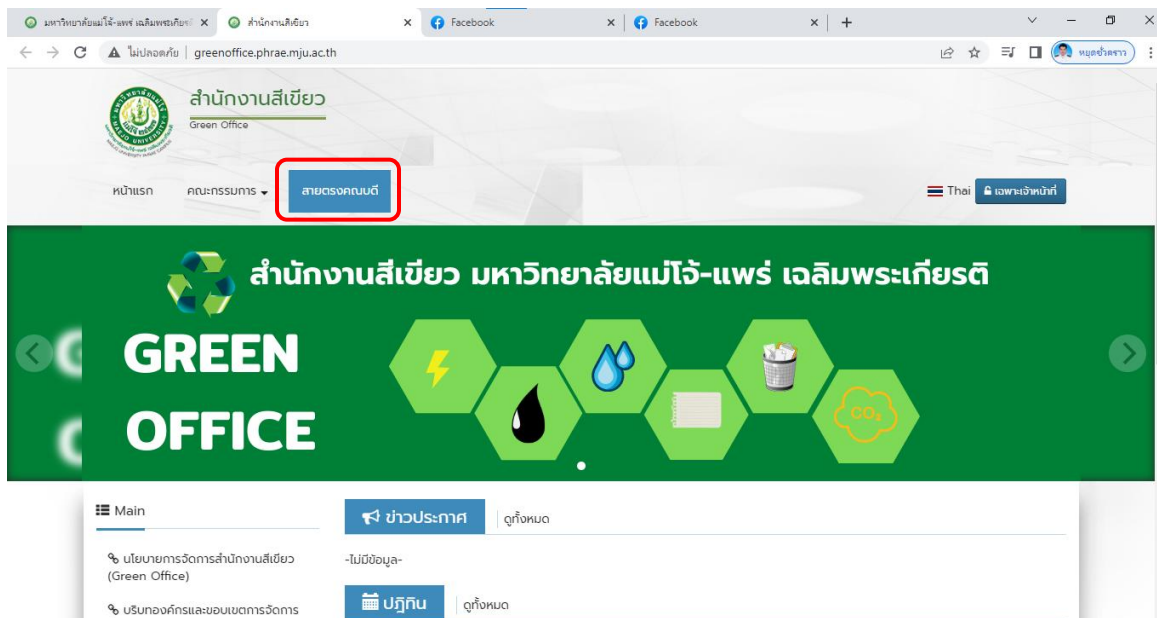 มหาวิทยาลัยแม่โจ้-แพร่ เฉลิมพระเกียรติ
สำนักงานสีเขียว
Facebook
Facebook
ไม่ปลอดภัย
greenoffice.phrae.mju.ac.th
หยุดชั่วคราว
สำนักงานสีเขียว
Green Office
MAEJO UNIVERSITY
หน้าแรก
คณะกรรมการ
สายตรงคณบดี
Thai
เฉพาะเจ้าหน้าที่
สำนักงานสีเขียว มหาวิทยาลัยแม่โจ้-แพร่ เฉลิมพระเกียรติ
GREEN
OFFICE
CO₂
Main
ข่าวประกาศ
ดูทั้งหมด
นโยบายการจัดการสำนักงานสีเขียว
(Green Office)
-ไม่มีข้อมูล-
บริบทองค์กรและขอบเขตการจัดการ
ปฎิทิน
ดูทั้งหมด